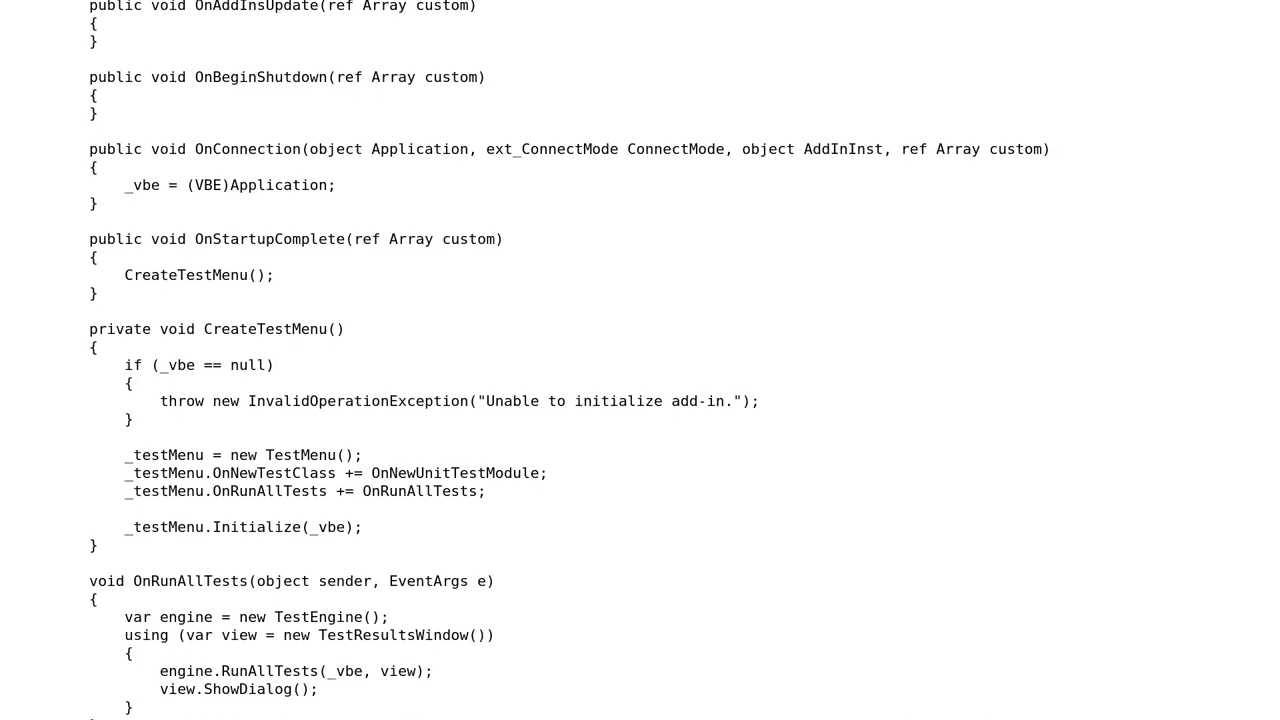 public void OnAddInsUpdate(ref Array custom)
{
}

public void OnBeginShutdown(ref Array custom)
{
}

public void OnConnection(object Application, ext_ConnectMode ConnectMode, object AddInInst, ref Array custom)
{
    _vbe = (VBE)Application;
}

public void OnStartupComplete(ref Array custom)
{
    CreateTestMenu();
}

private void CreateTestMenu()
{
    if (_vbe == null)
    {
        throw new InvalidOperationException("Unable to initialize add-in.");
    }

    _testMenu = new TestMenu();
    _testMenu.OnNewTestClass += OnNewUnitTestModule;
    _testMenu.OnRunAllTests += OnRunAllTests;

    _testMenu.Initialize(_vbe);
}

void OnRunAllTests(object sender, EventArgs e)
{
    var engine = new TestEngine();
    using (var view = new TestResultsWindow())
    {
        engine.RunAllTests(_vbe, view);
        view.ShowDialog();
    }